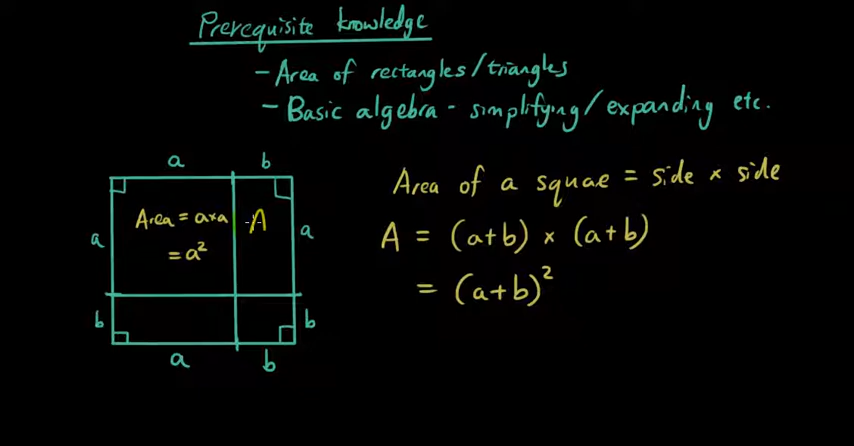 Prerequisite knowledge
- Area of rectangles/triangles
- Basic algebra - simplifying/expanding etc.
a b
Area of a squae = side × side
a Area = a×a A a
= a²
A = (a+b) × (a+b)
= (a+b)²
b b
a b